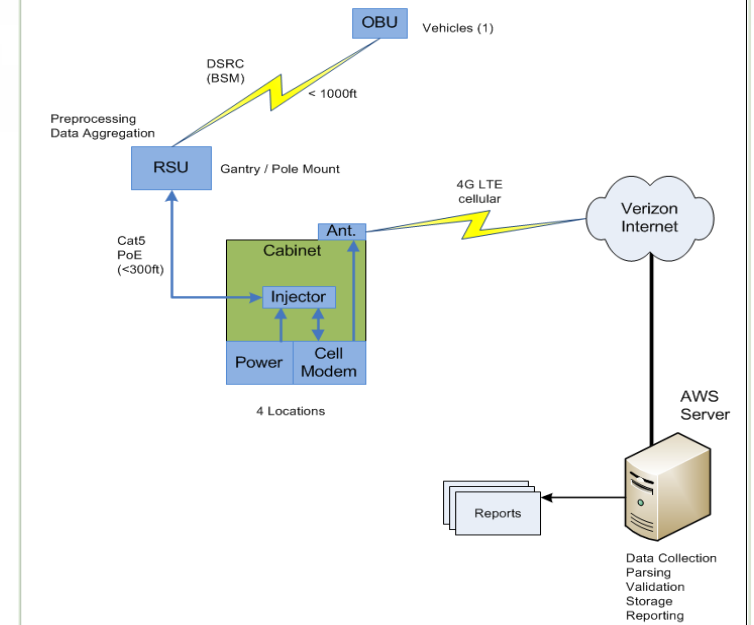 OBU
Vehicles (1)
DSRC
(BSM)
< 1000ft
Preprocessing
Data Aggregation
RSU
Gantry / Pole Mount
4G LTE
cellular
Verizon
Internet
Cat5
PoE
(<300ft)
Ant.
Cabinet
Injector
Power
Cell
Modem
4 Locations
AWS
Server
Reports
Data Collection
Parsing
Validation
Storage
Reporting